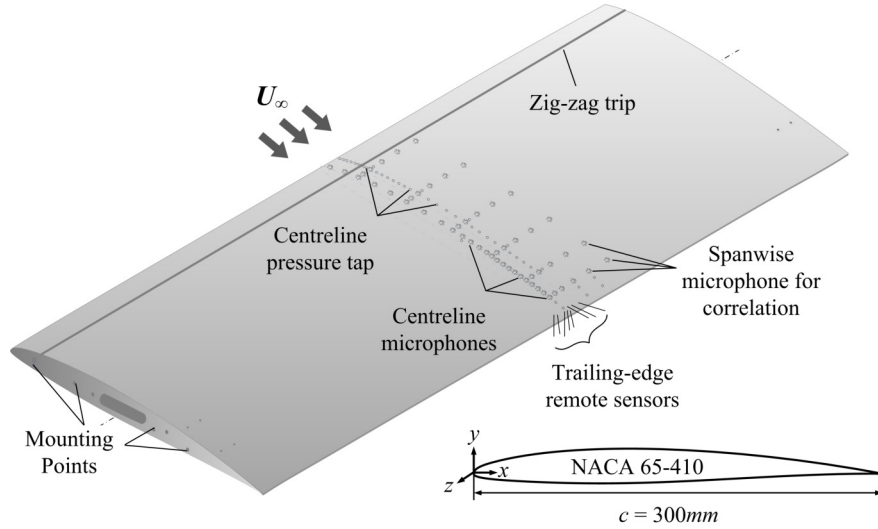 Zig-zag trip
U∞
Centreline
pressure tap
Spanwise
microphone for
correlation
Centreline
microphones
Trailing-edge
remote sensors
Mounting
Points
y
NACA 65-410
x
z
c = 300mm